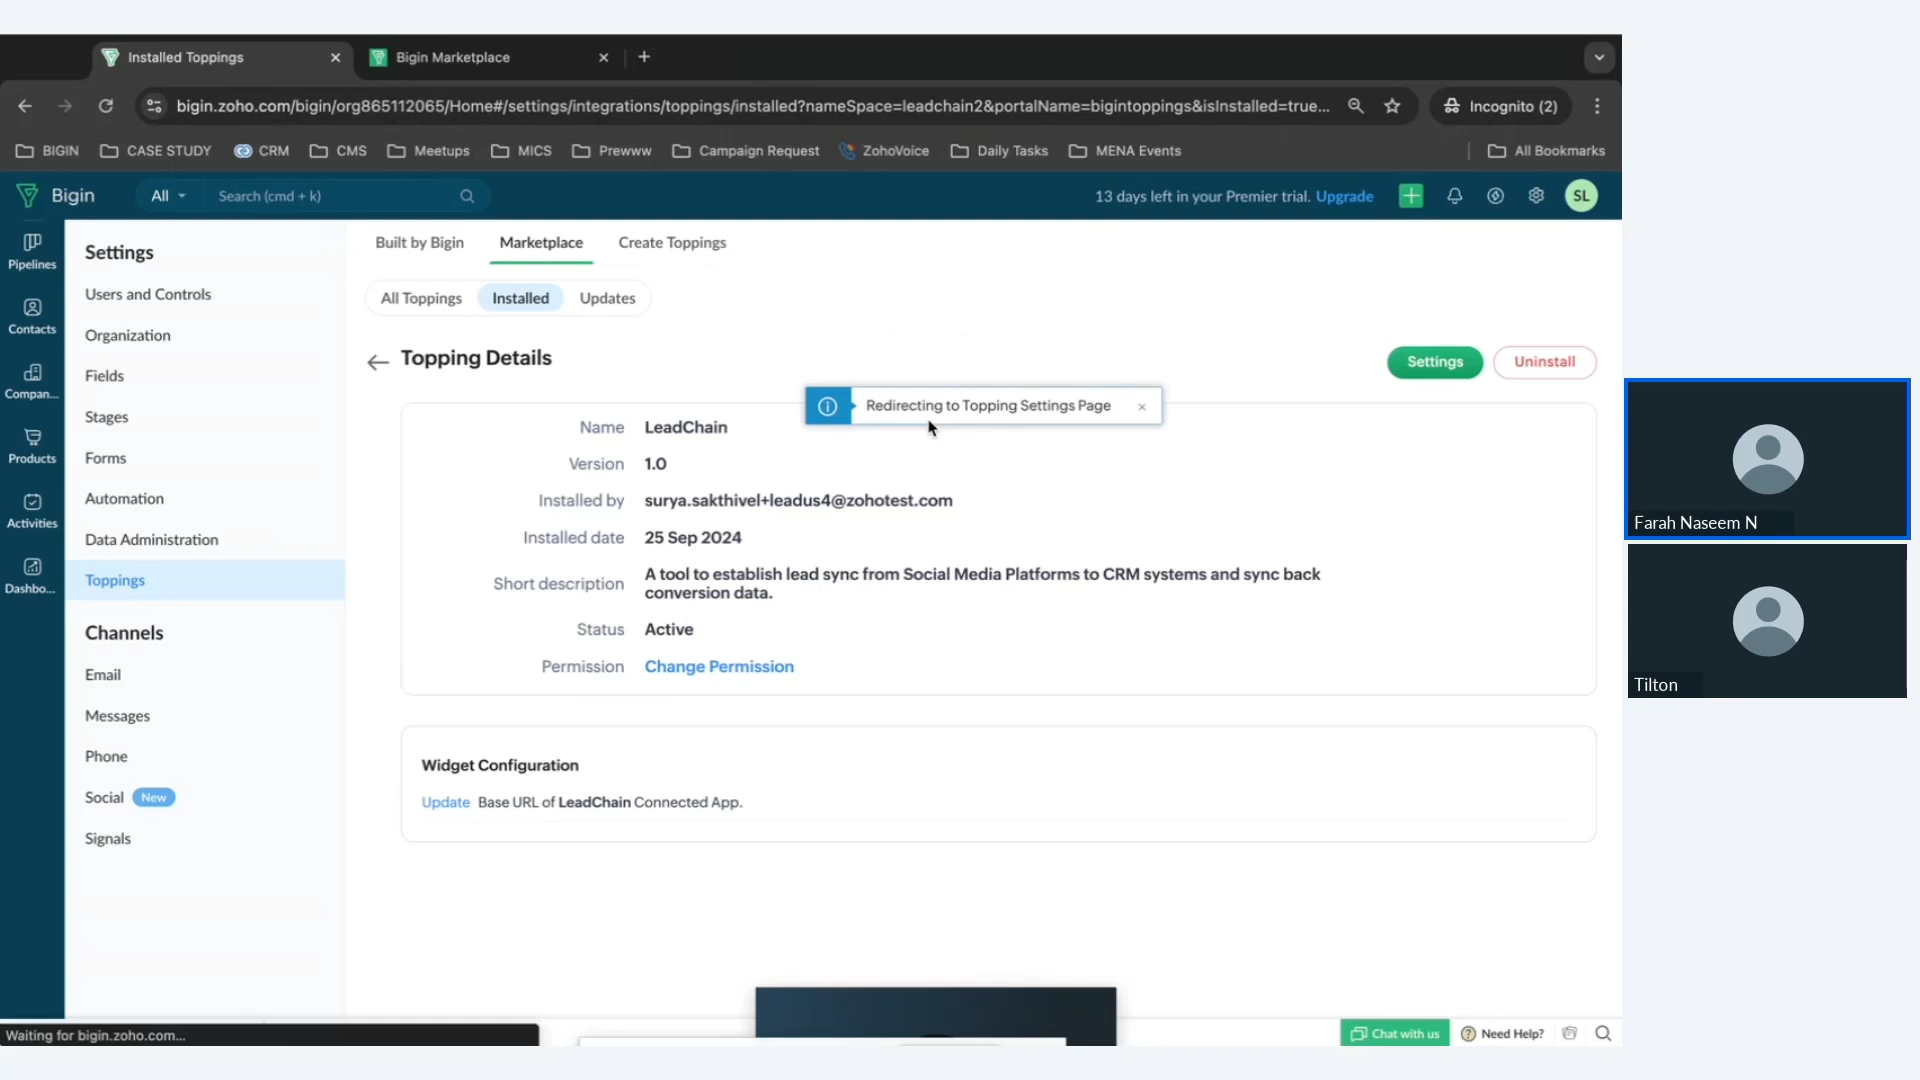 Installed Toppings
Bigin Marketplace
bigin.zoho.com/bigin/org865112065/Home#/settings/integrations/toppings/installed?nameSpace=leadchain2&portalName=bigintoppings&isInstalled=true...
Incognito (2)
BIGIN
CASE STUDY
CRM
CMS
Meetups
MICS
Prewww
Campaign Request
ZohoVoice
Daily Tasks
MENA Events
All Bookmarks
Bigin
All
Search (cmd + k)
13 days left in your Premier trial. Upgrade
SL
Pipelines
Contacts
Compan...
Products
Activities
Dashbo...
Settings
Users and Controls
Organization
Fields
Stages
Forms
Automation
Data Administration
Toppings
Channels
Email
Messages
Phone
Social New
Signals
Built by Bigin
Marketplace
Create Toppings
All Toppings
Installed
Updates
Topping Details
Settings
Uninstall
Redirecting to Topping Settings Page
Name LeadChain
Version 1.0
Installed by surya.sakthivel+leadus4@zohotest.com
Installed date 25 Sep 2024
Short description A tool to establish lead sync from Social Media Platforms to CRM systems and sync back
conversion data.
Status Active
Permission Change Permission
Widget Configuration
Update Base URL of LeadChain Connected App.
Waiting for bigin.zoho.com...
Chat with us
Need Help?
Farah Naseem N
Tilton